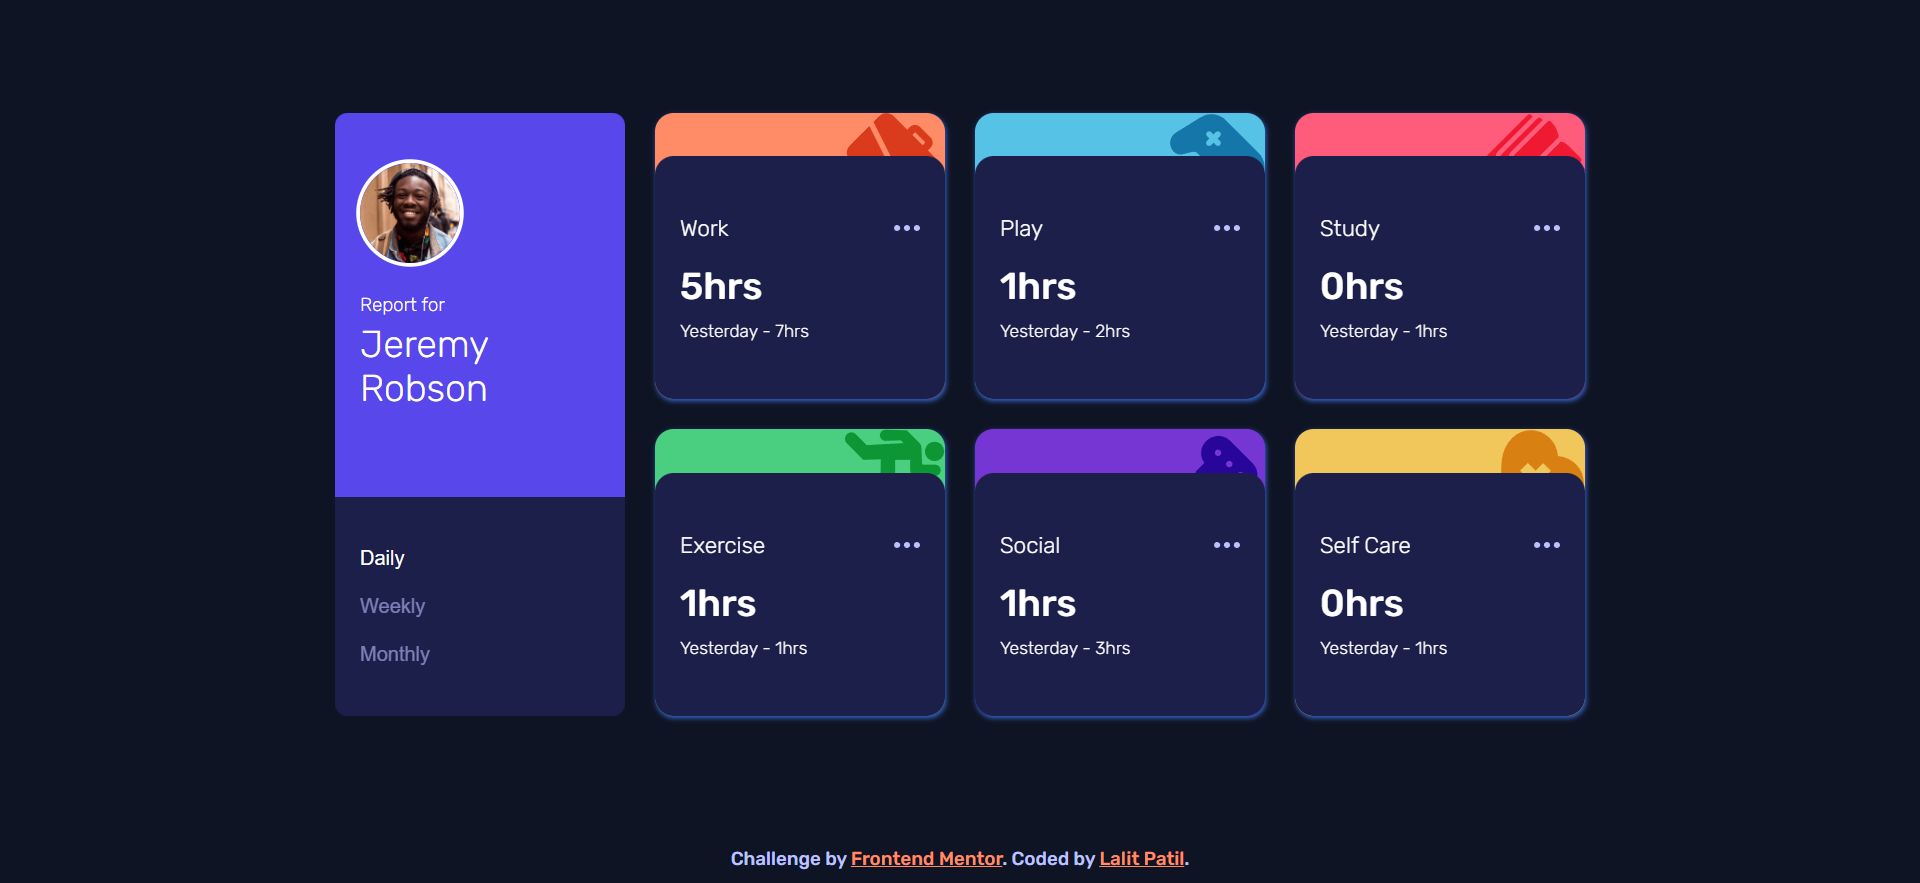 Report for
Jeremy
Robson
Daily
Weekly
Monthly
Work
5hrs
Yesterday - 7hrs
Play
1hrs
Yesterday - 2hrs
Study
0hrs
Yesterday - 1hrs
Exercise
1hrs
Yesterday - 1hrs
Social
1hrs
Yesterday - 3hrs
Self Care
0hrs
Yesterday - 1hrs
Challenge by Frontend Mentor. Coded by Lalit Patil.